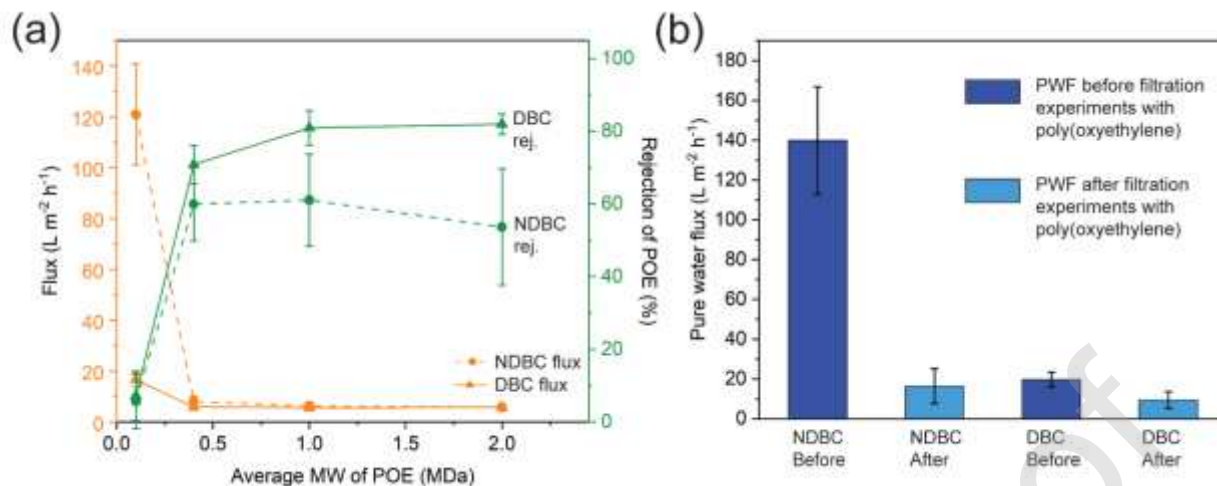 (a)
Flux (L m⁻² h⁻¹)
140
120
100
80
60
40
20
0
0.0
0.5
1.0
1.5
2.0
Average MW of POE (MDa)
100
80
60
40
20
0
Rejection of POE (%)
DBC
rej.
NDBC
rej.
NDBC flux
DBC flux
(b)
Pure water flux (L m⁻² h⁻¹)
180
160
140
120
100
80
60
40
20
0
PWF before filtration
experiments with
poly(oxyethylene)
PWF after filtration
experiments with
poly(oxyethylene)
NDBC
Before
NDBC
After
DBC
Before
DBC
After